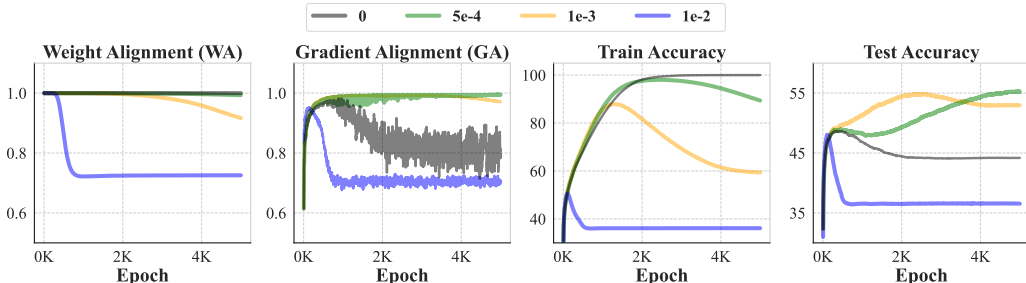 0 5e-4 1e-3 1e-2
Weight Alignment (WA)
1.0
0.8
0.6
0K 2K 4K
Epoch
Gradient Alignment (GA)
1.0
0.8
0.6
0K 2K 4K
Epoch
Train Accuracy
100
80
60
40
0K 2K 4K
Epoch
Test Accuracy
55
45
35
0K 2K 4K
Epoch